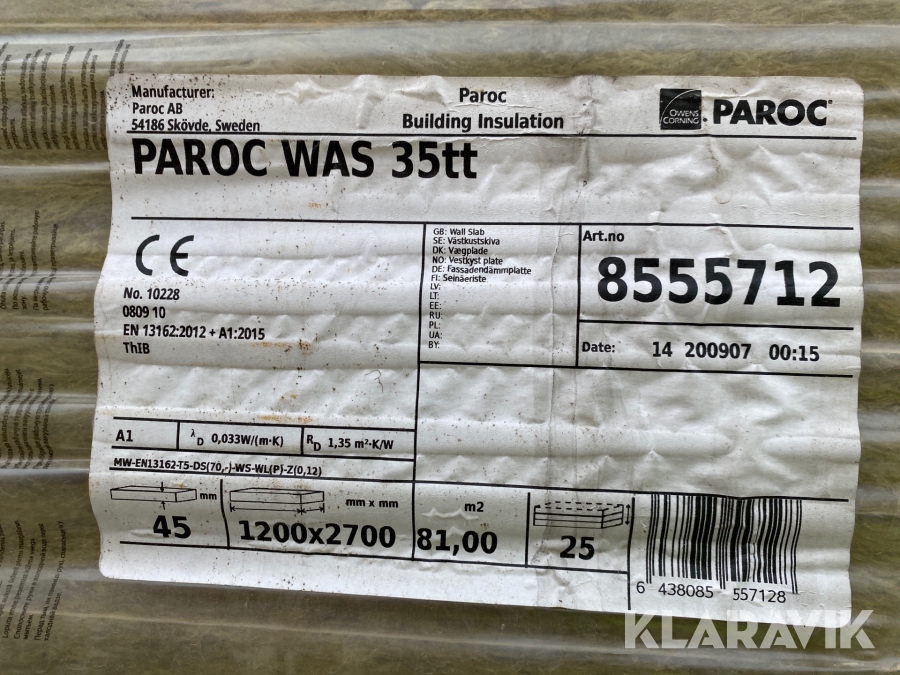 Manufacturer:
Paroc AB
54186 Skövde, Sweden
Paroc
Building Insulation
OWENS
CORNING
PAROC
PAROC WAS 35tt
CE
No. 10228
0809 10
EN 13162:2012 + A1:2015
ThIB
GB: Wall Slab
SE: Västkustskiva
DK: Vægplade
NO: Vestkyst plate
DE: Fassadendämmplatte
FI: Seinäeriste
LV:
LT:
EE:
RU:
PL:
UA:
BY:
Art.no
8555712
Date: 14 200907 00:15
A1
λD 0,033W/(m·K)
RD 1,35 m²·K/W
MW-EN13162-T5-DS(70,-)-WS-WL(P)-Z(0,12)
mm
45
mm x mm
1200x2700
m2
81,00
25
6 438085 557128
KLARAVIK